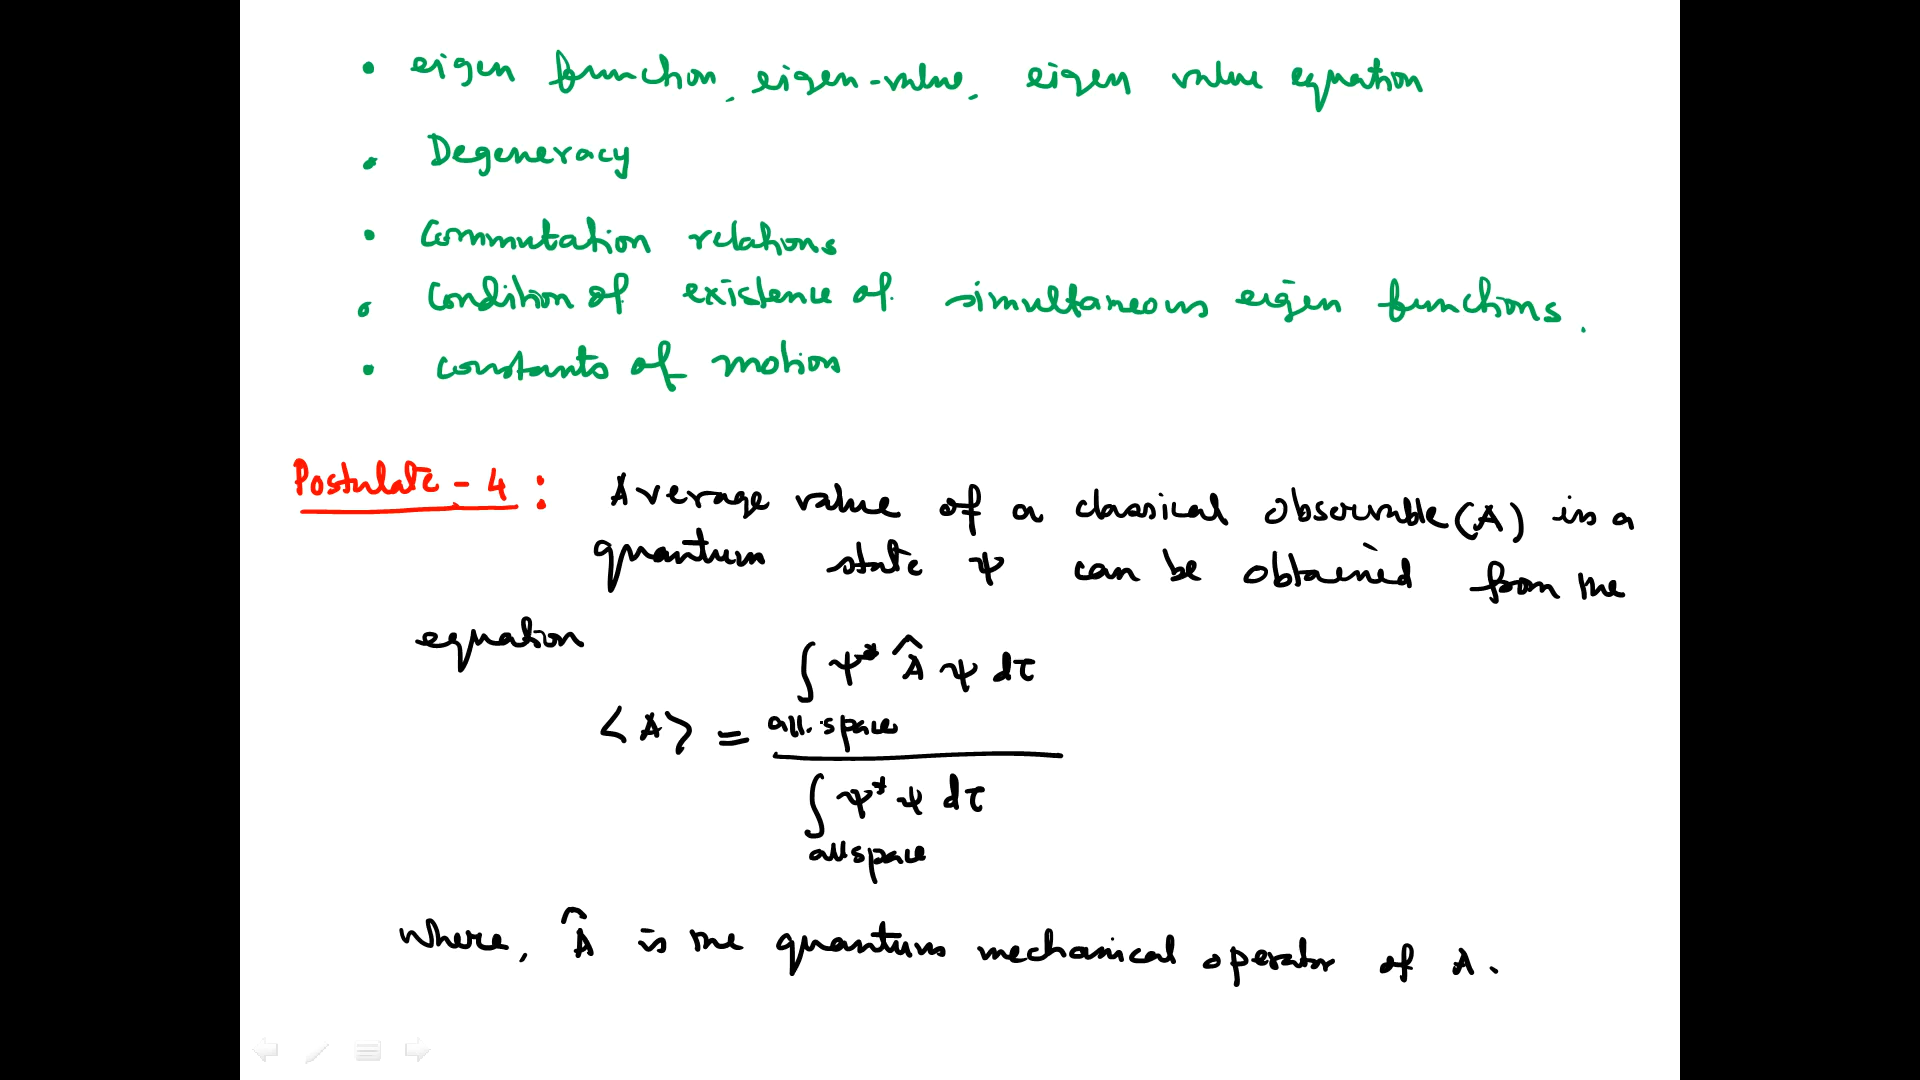 • eigen function, eigen-value, eigen value equation
• Degeneracy
• Commutation relations
• Condition of existence of simultaneous eigen functions.
• constants of motion
Postulate - 4 : Average value of a classical observable (A) in a
quantum state ψ can be obtained from the
equation
∫ ψ* Â ψ dτ
all space
<A> =
∫ ψ* ψ dτ
all space
where, Â is the quantum mechanical operator of A.